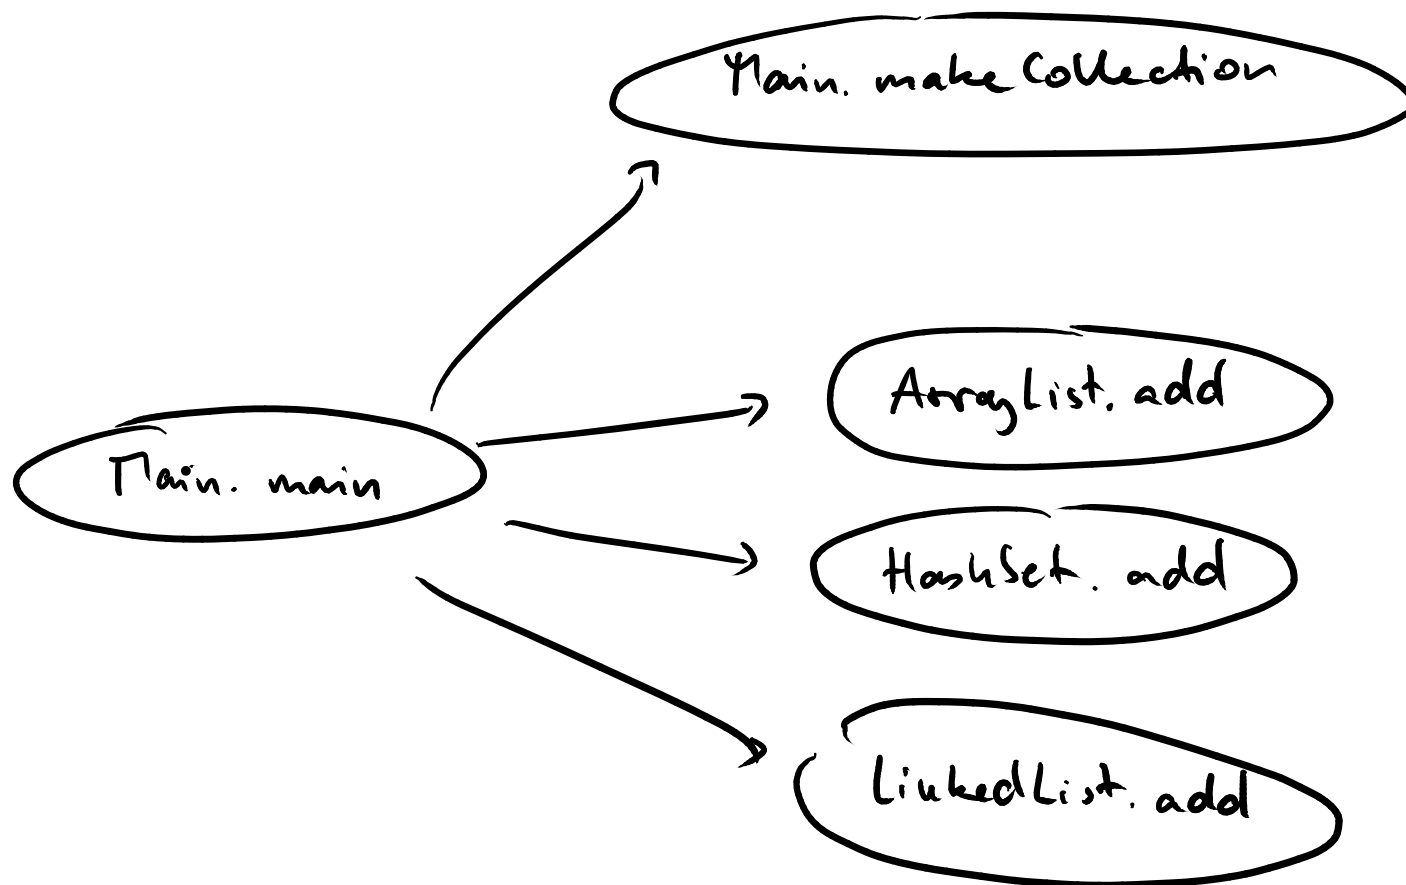 Main. makeCollection
ArrayList. add
Main. main
HashSet. add
LinkedList. add